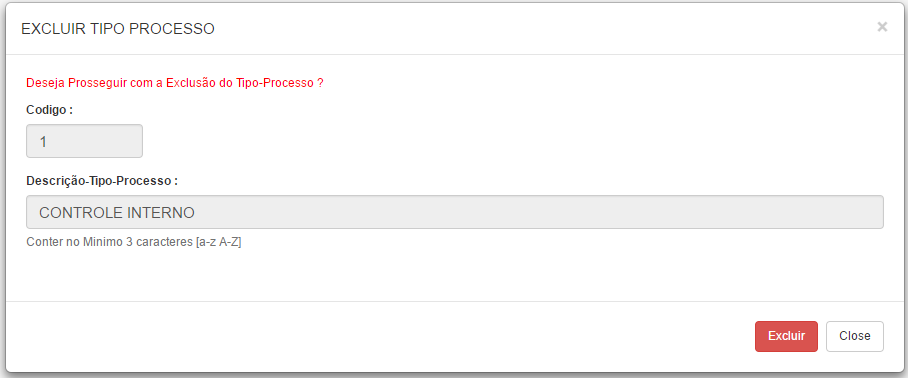 EXCLUIR TIPO PROCESSO
×
Deseja Prosseguir com a Exclusão do Tipo-Processo ?
Codigo :
1
Descrição-Tipo-Processo :
CONTROLE INTERNO
Conter no Minimo 3 caracteres [a-z A-Z]
Excluir
Close